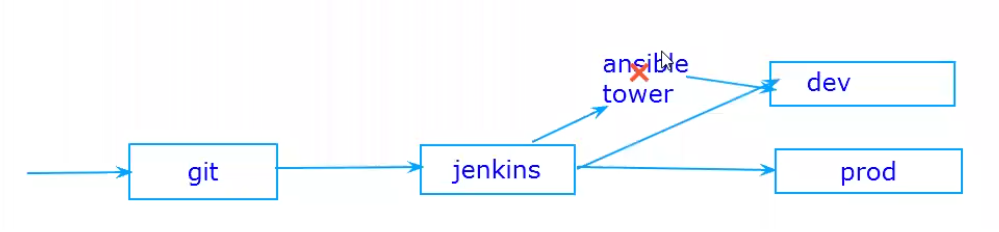 ansible
tower
dev
git
jenkins
prod